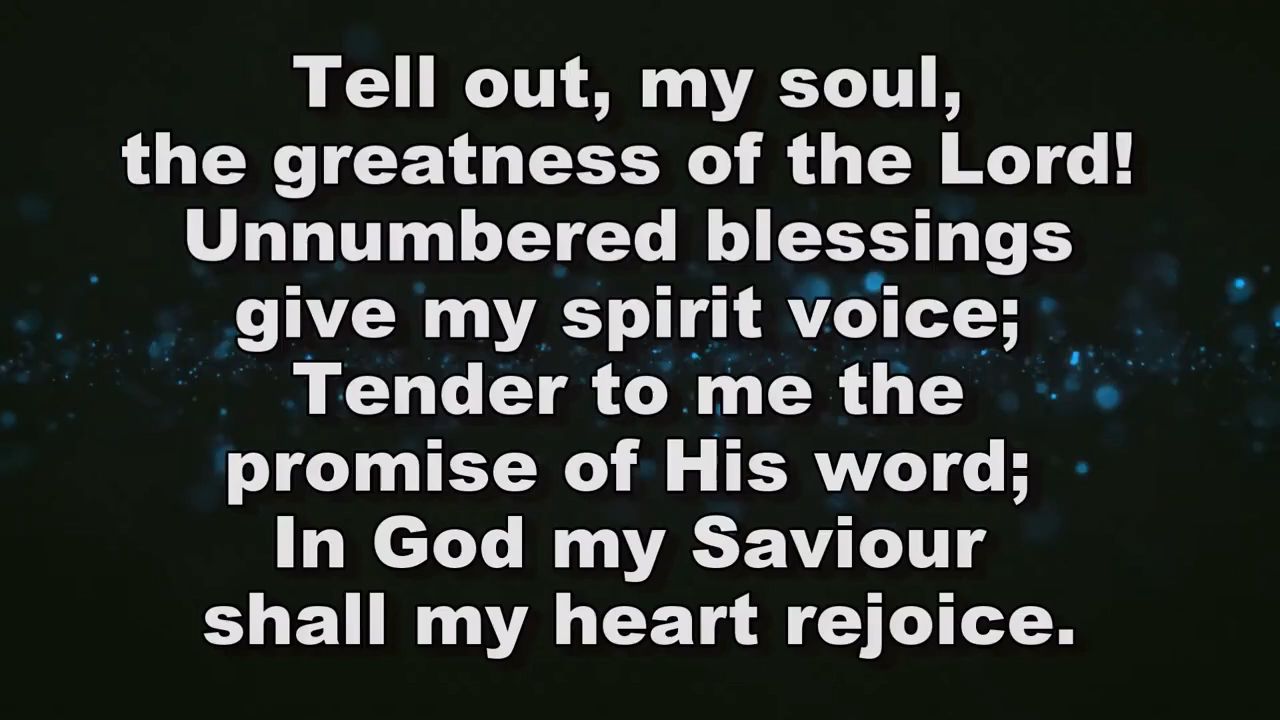 Tell out, my soul,
the greatness of the Lord!
Unnumbered blessings
give my spirit voice;
Tender to me the
promise of His word;
In God my Saviour
shall my heart rejoice.